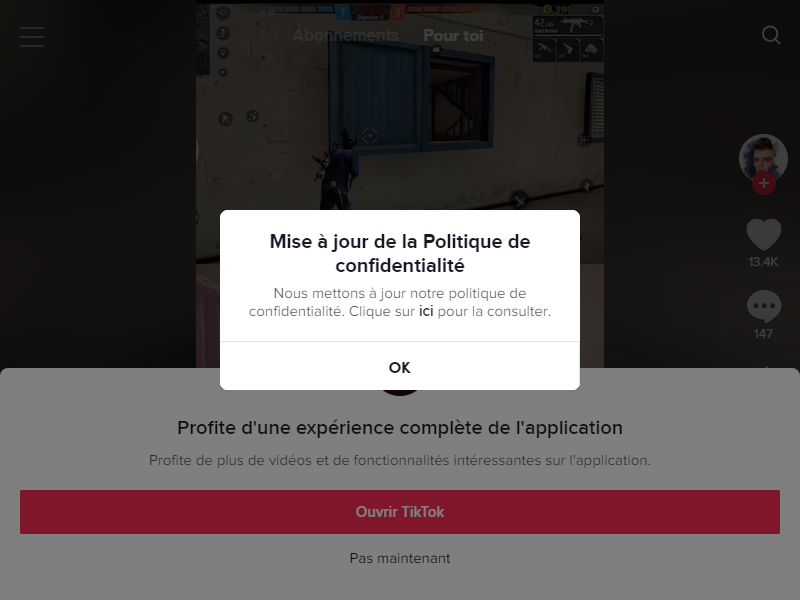 7
3
Abonnements Pour toi
Mise à jour de la Politique de
confidentialité
Nous mettons à jour notre politique de
confidentialité. Clique sur ici pour la consulter.
OK
13.4K
147
Profite d'une expérience complète de l'application
Profite de plus de vidéos et de fonctionnalités intéressantes sur l'application.
Ouvrir TikTok
Pas maintenant